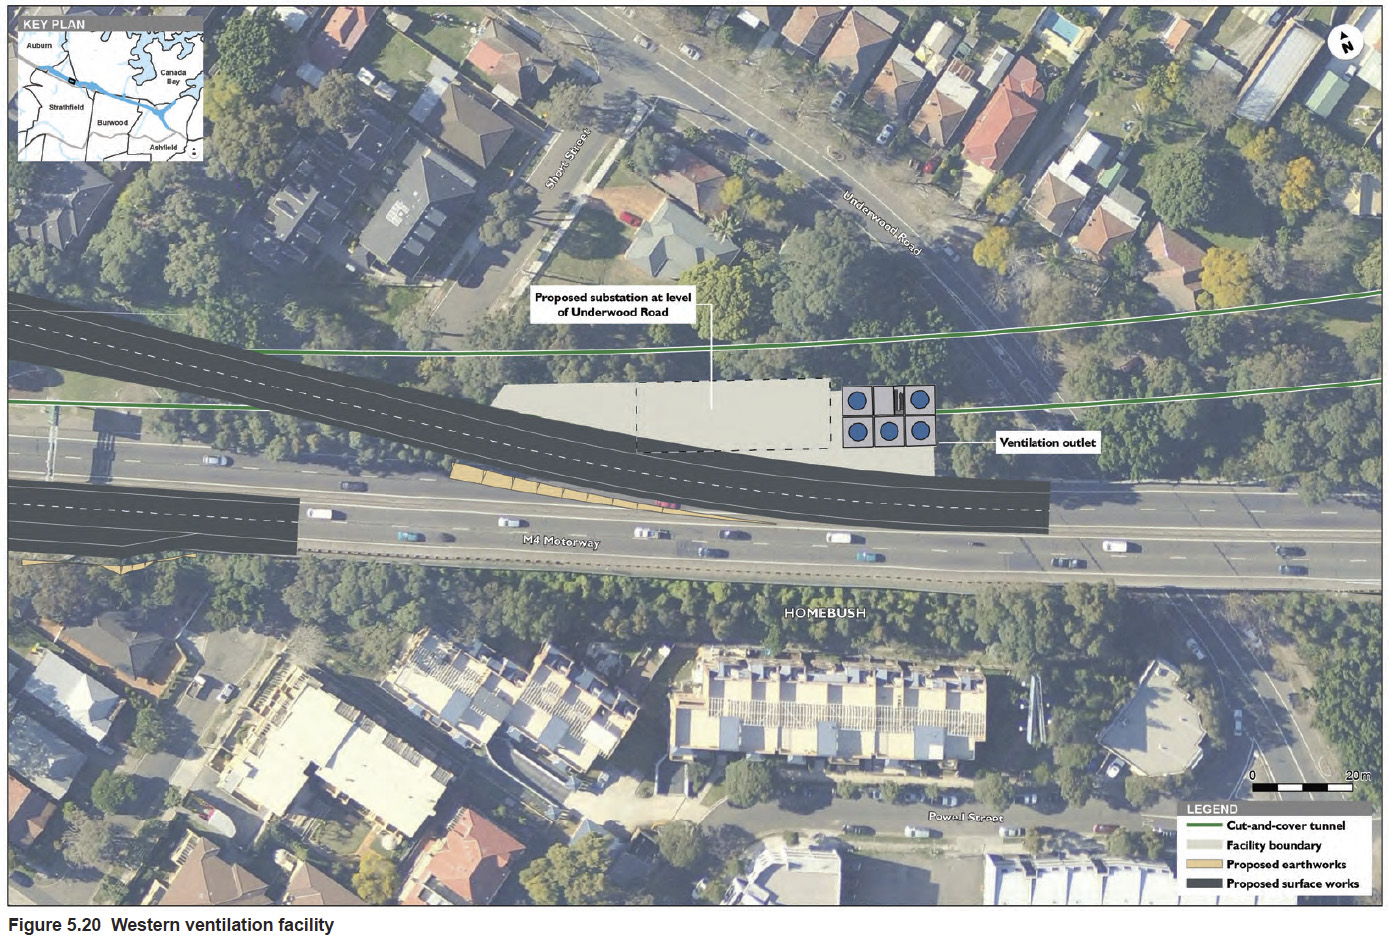 KEY PLAN
Auburn
Canada
Bay
Strathfield
Burwood
Ashfield
N
Short Street
Underwood Road
Proposed substation at level
of Underwood Road
Ventilation outlet
M4 Motorway
HOMEBUSH
Powell Street
0 20 m
LEGEND
Cut-and-cover tunnel
Facility boundary
Proposed earthworks
Proposed surface works
Figure 5.20 Western ventilation facility